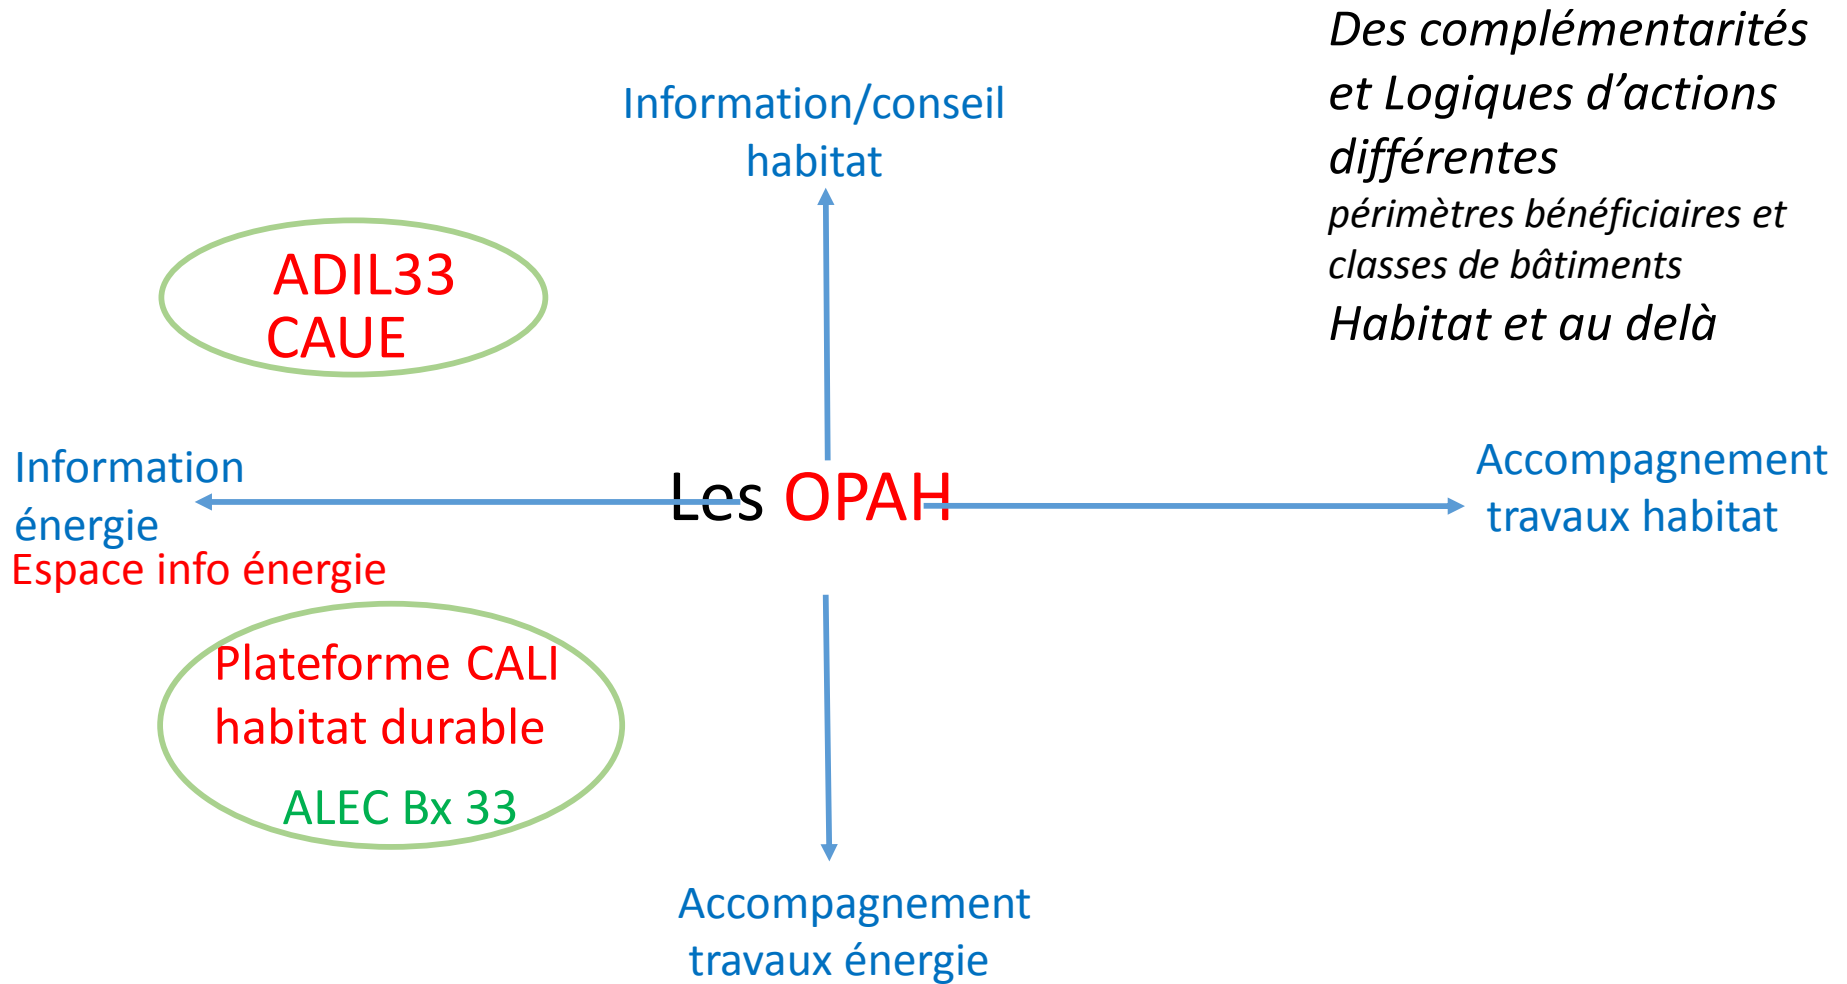 Des complémentarités
et Logiques d’actions
différentes
périmètres bénéficiaires et
classes de bâtiments
Habitat et au delà
Information/conseil
habitat
ADIL33
CAUE
Information
énergie
Espace info énergie
Les OPAH
Accompagnement
travaux habitat
Plateforme CALI
habitat durable
ALEC Bx 33
Accompagnement
travaux énergie